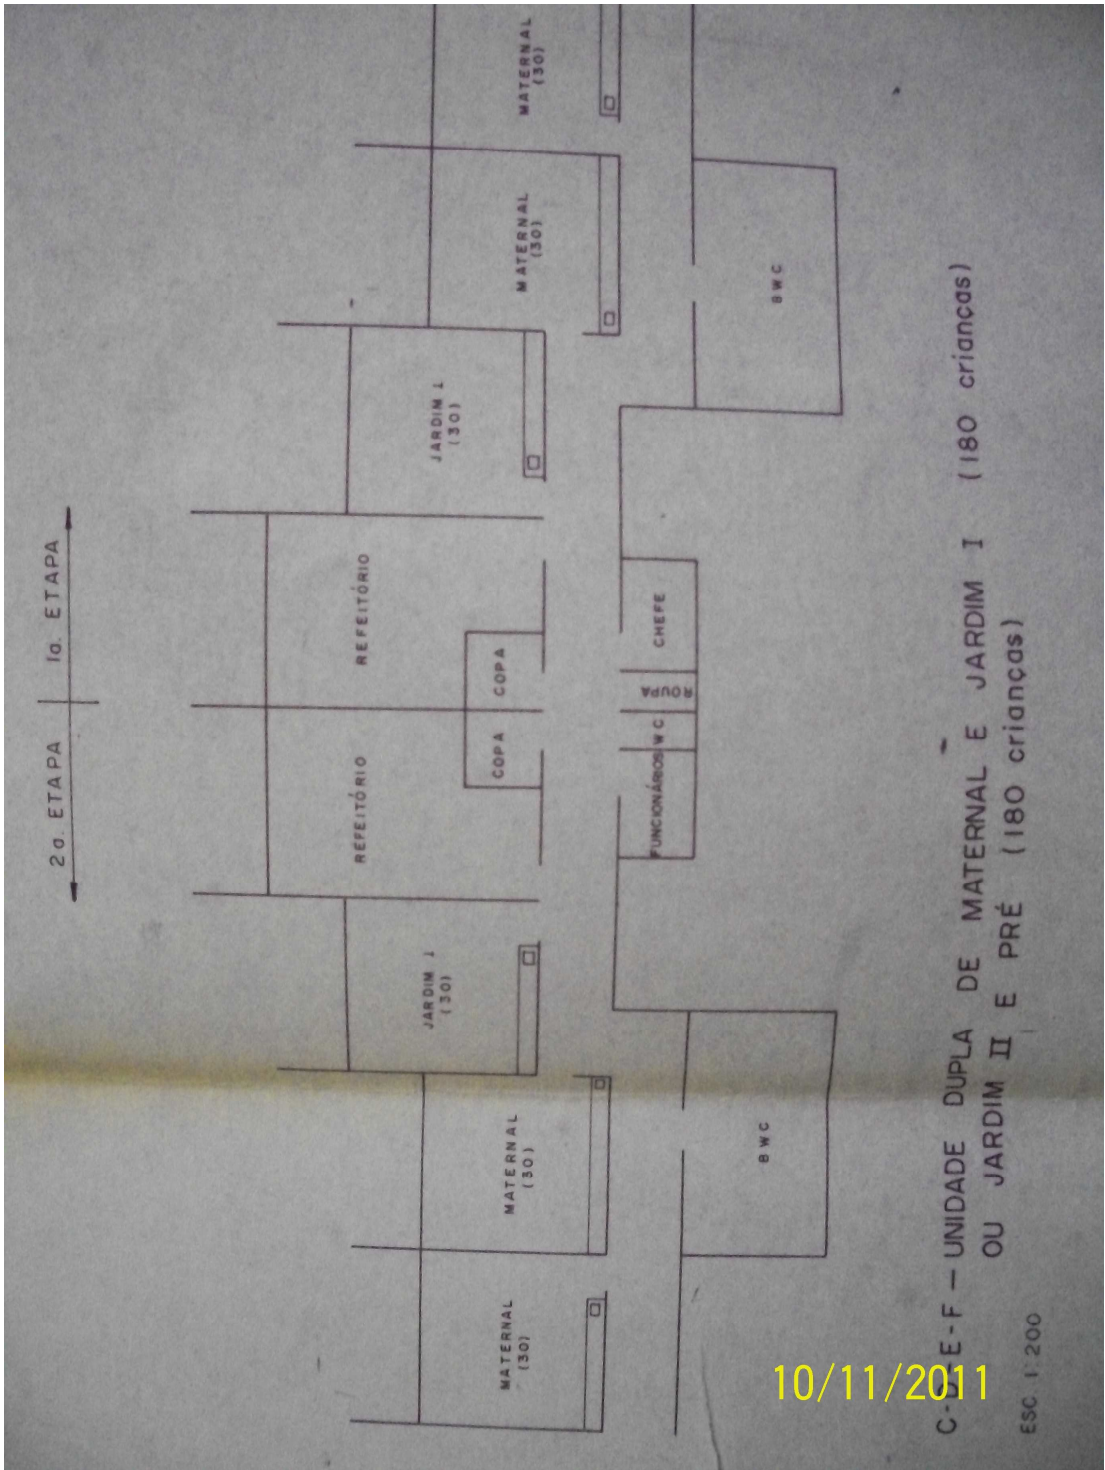 2a. ETAPA
1a. ETAPA
MATERNAL
(30)
MATERNAL
(30)
JARDIM I
(30)
REFEITÓRIO
REFEITÓRIO
JARDIM I
(30)
MATERNAL
(30)
MATERNAL
(30)
COPA
COPA
BWC
FUNCIONÁRIOS
WC
ROUPA
CHEFE
BWC
C-D-E-F — UNIDADE DUPLA DE MATERNAL E JARDIM I (180 crianças)
OU JARDIM II E PRÉ (180 crianças)
ESC 1:200
10/11/2011